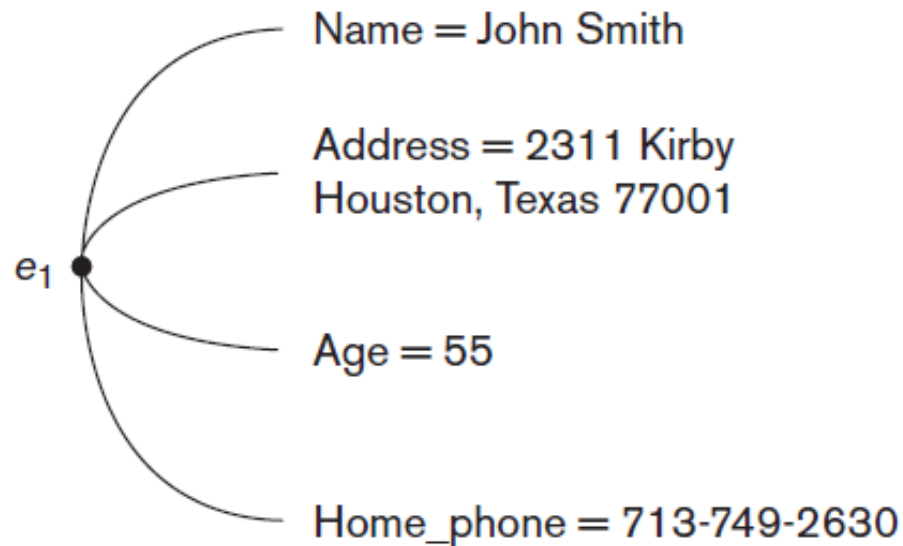 Name = John Smith
Address = 2311 Kirby
Houston, Texas 77001
e1
Age = 55
Home_phone = 713-749-2630